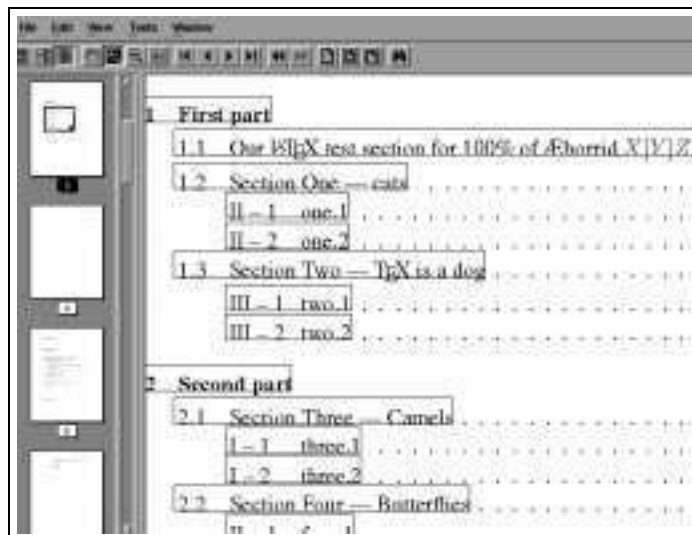 File Edit View Tools Window
1 First part
1.1 Our LATEX test section for 100% of Æhorrid X[Y]Z
1.2 Section One — cats
II – 1 one.1
II – 2 one.2
1.3 Section Two — TEX is a dog
III – 1 two.1
III – 2 two.2
2 Second part
2.1 Section Three — Camels
I – 1 three.1
I – 2 three.2
2.2 Section Four — Butterflies
II – 1